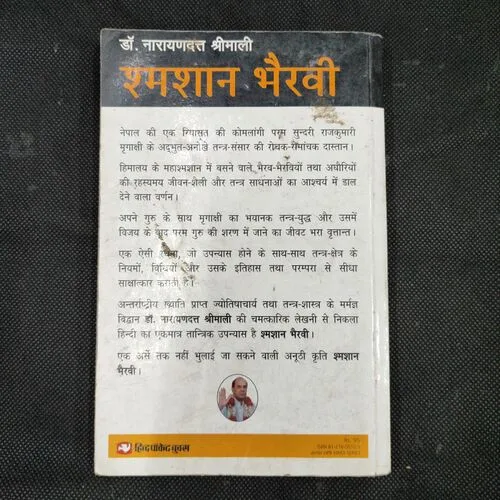 डॉ. नारायणदत्त श्रीमाली
श्मशान भैरवी
नेपाल की एक रियासत की कोमलांगी परम सुन्दरी राजकुमारी
मृगाक्षी के अद्भुत-अनोखे तन्त्र-संसार की रोचक-रोमांचक दास्तान।
हिमालय के महाश्मशान में बसने वाले भैरव-भैरवियों तथा अघोरियों
की रहस्यमय जीवन-शैली और तन्त्र साधनाओं का आश्चर्य में डाल
देने वाला वर्णन।
अपने गुरु के साथ मृगाक्षी का भयानक तन्त्र-युद्ध और उसमें
विजय के बाद परम गुरु की शरण में जाने का जीवट भरा वृत्तान्त।
एक ऐसी रचना, जो उपन्यास होने के साथ-साथ तन्त्र-क्षेत्र के
नियमों, विधियों और उसके इतिहास तथा परम्परा से सीधा
साक्षात्कार कराती है।
अन्तर्राष्ट्रीय ख्याति प्राप्त ज्योतिषाचार्य तथा तन्त्र-शास्त्र के मर्मज्ञ
विद्वान डॉ. नारायणदत्त श्रीमाली की चमत्कारिक लेखनी से निकला
हिन्दी का एकमात्र तान्त्रिक उपन्यास है श्मशान भैरवी।
एक अर्से तक नहीं भुलाई जा सकने वाली अनूठी कृति श्मशान
भैरवी।
हिन्द पॉकेट बुक्स
Rs. 95